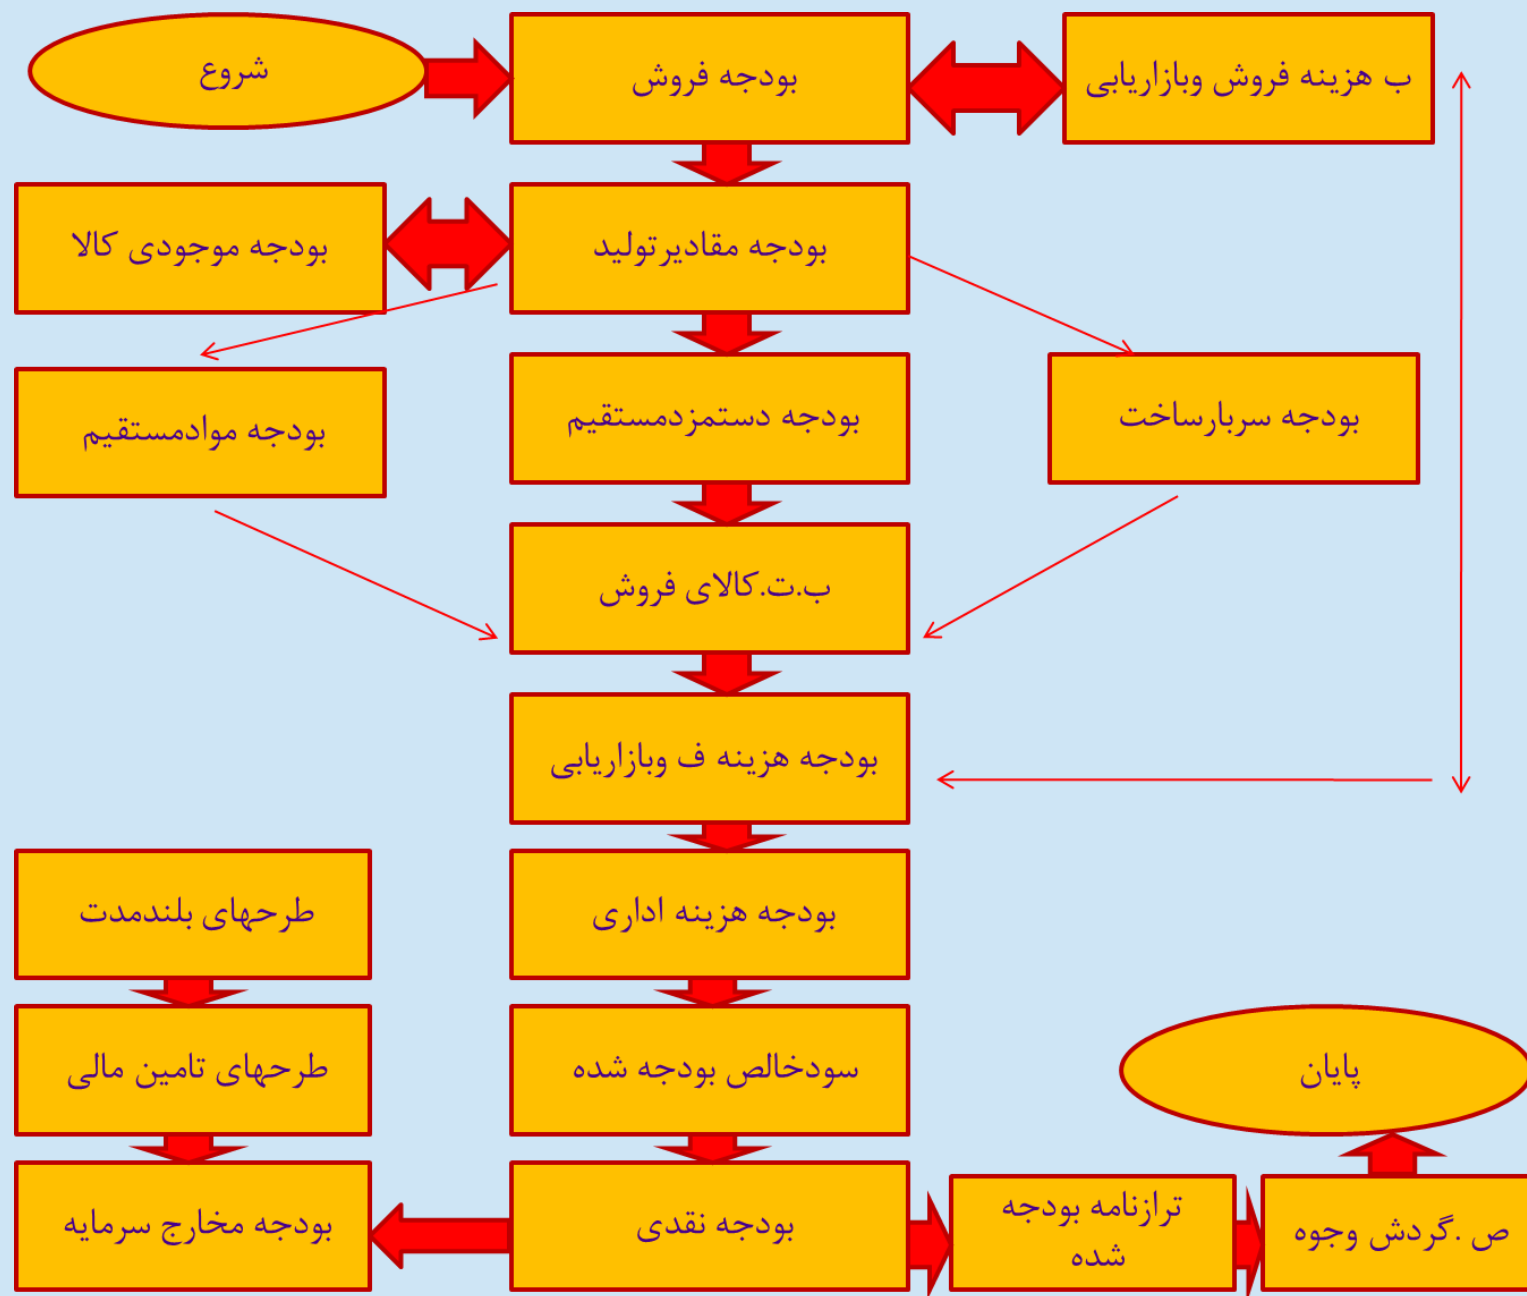 شروع
بودجه فروش
ب هزینه فروش وبازاریابی
بودجه موجودی کالا
بودجه مقادیرتولید
بودجه موادمستقیم
بودجه دستمزدمستقیم
بودجه سربارساخت
ب.ت.کالای فروش
بودجه هزینه ف وبازاریابی
طرحهای بلندمدت
بودجه هزینه اداری
طرحهای تامین مالی
سودخالص بودجه شده
پایان
بودجه مخارج سرمایه
بودجه نقدی
ترازنامه بودجه
شده
ص .گردش وجوه